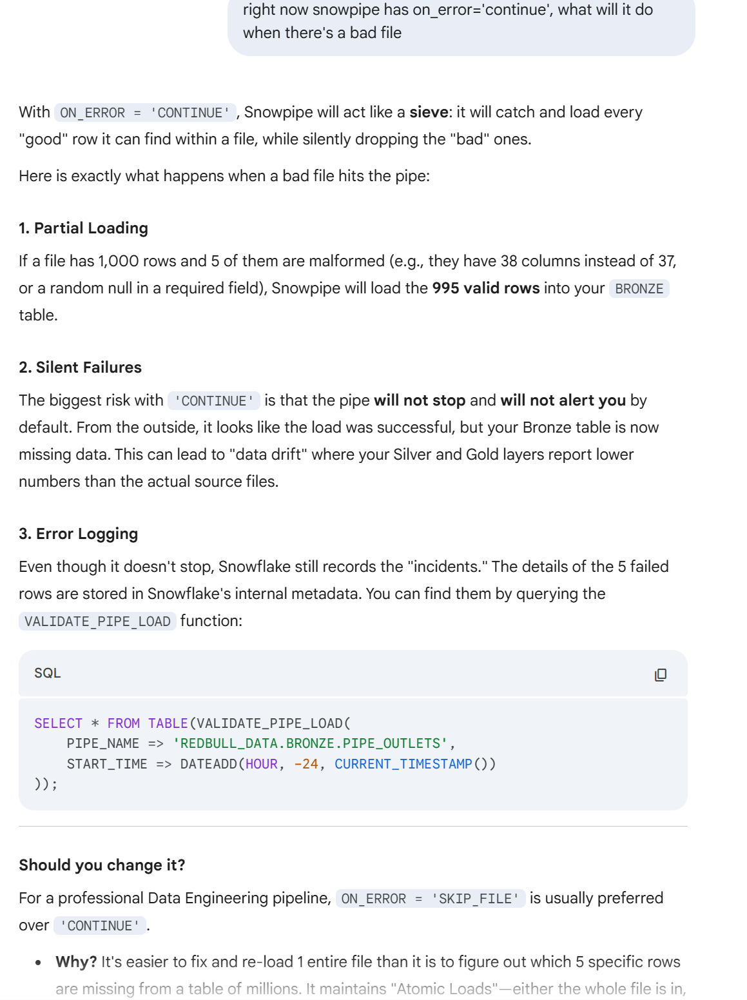 right now snowpipe has on_error='continue', what will it do
when there's a bad file
With ON_ERROR = 'CONTINUE', Snowpipe will act like a sieve: it will catch and load every
"good" row it can find within a file, while silently dropping the "bad" ones.
Here is exactly what happens when a bad file hits the pipe:
1. Partial Loading
If a file has 1,000 rows and 5 of them are malformed (e.g., they have 38 columns instead of 37,
or a random null in a required field), Snowpipe will load the 995 valid rows into your BRONZE
table.
2. Silent Failures
The biggest risk with 'CONTINUE' is that the pipe will not stop and will not alert you by
default. From the outside, it looks like the load was successful, but your Bronze table is now
missing data. This can lead to "data drift" where your Silver and Gold layers report lower
numbers than the actual source files.
3. Error Logging
Even though it doesn't stop, Snowflake still records the "incidents." The details of the 5 failed
rows are stored in Snowflake's internal metadata. You can find them by querying the
VALIDATE_PIPE_LOAD function:
SQL
SELECT * FROM TABLE(VALIDATE_PIPE_LOAD(
    PIPE_NAME => 'REDBULL_DATA.BRONZE.PIPE_OUTLETS',
    START_TIME => DATEADD(HOUR, -24, CURRENT_TIMESTAMP())
));
Should you change it?
For a professional Data Engineering pipeline, ON_ERROR = 'SKIP_FILE' is usually preferred
over 'CONTINUE'.
• Why? It's easier to fix and re-load 1 entire file than it is to figure out which 5 specific rows
are missing from a table of millions. It maintains "Atomic Loads"—either the whole file is in,